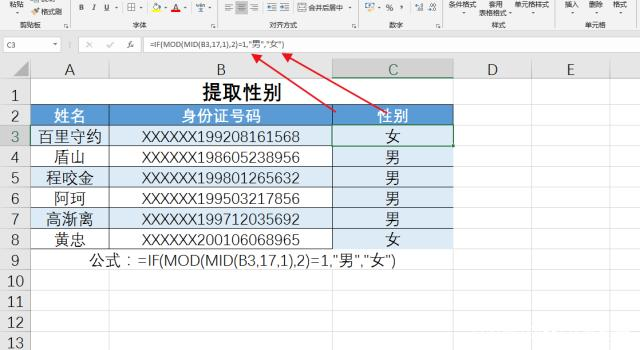 粘贴
格式刷
B I U
合并后居中
%
条件格式 套用表格格式 单元格样式
插入 删除 格式
剪贴板 字体 对齐方式 数字 样式 单元格
C3 fx =IF(MOD(MID(B3,17,1),2)=1,"男","女")
A B C D E F
1 提取性别
2 姓名 身份证号码 性别
3 百里守约 XXXXXX199208161568 女
4 盾山 XXXXXX198605238956 男
5 程咬金 XXXXXX199801265632 男
6 阿珂 XXXXXX199503217856 男
7 高渐离 XXXXXX199712035692 男
8 黄忠 XXXXXX200106068965 女
9 公式：=IF(MOD(MID(B3,17,1),2)=1,"男","女")
10
11
12
13